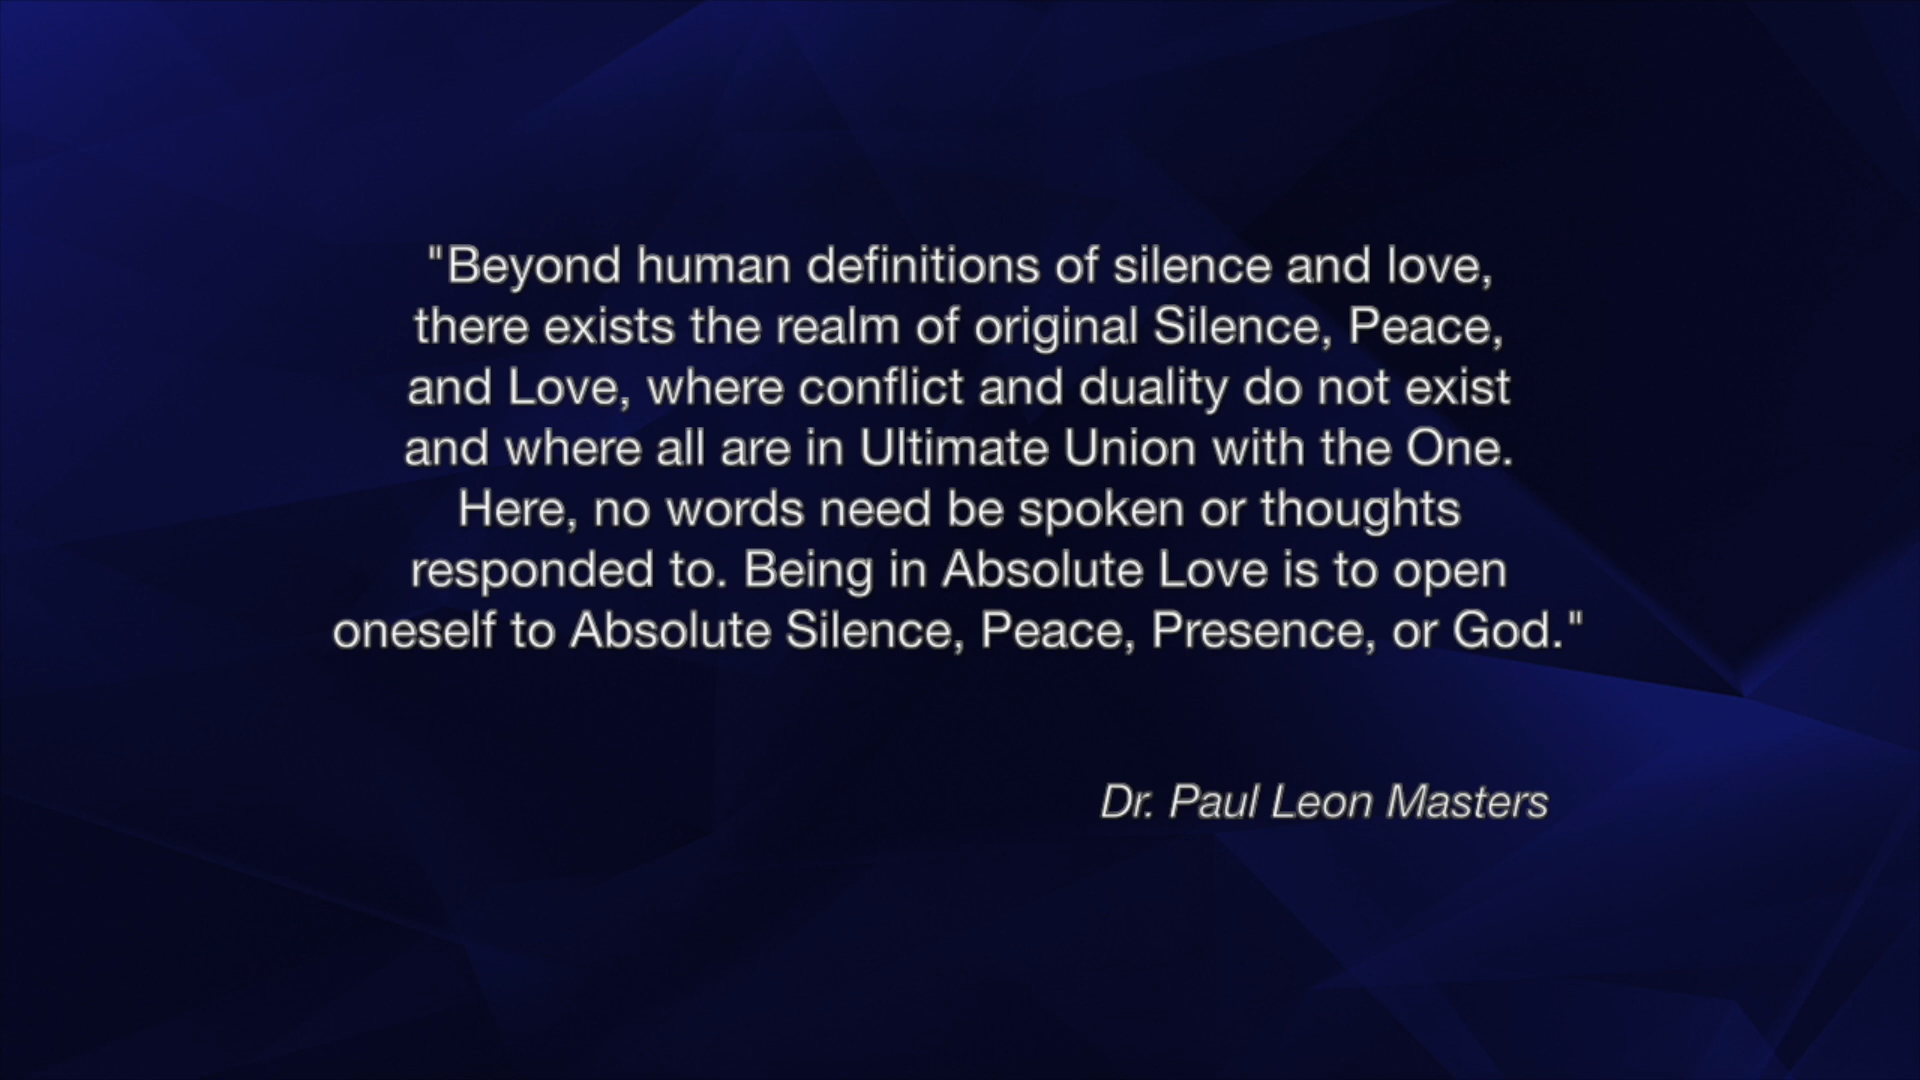 "Beyond human definitions of silence and love,
there exists the realm of original Silence, Peace,
and Love, where conflict and duality do not exist
and where all are in Ultimate Union with the One.
Here, no words need be spoken or thoughts
responded to. Being in Absolute Love is to open
oneself to Absolute Silence, Peace, Presence, or God."
Dr. Paul Leon Masters